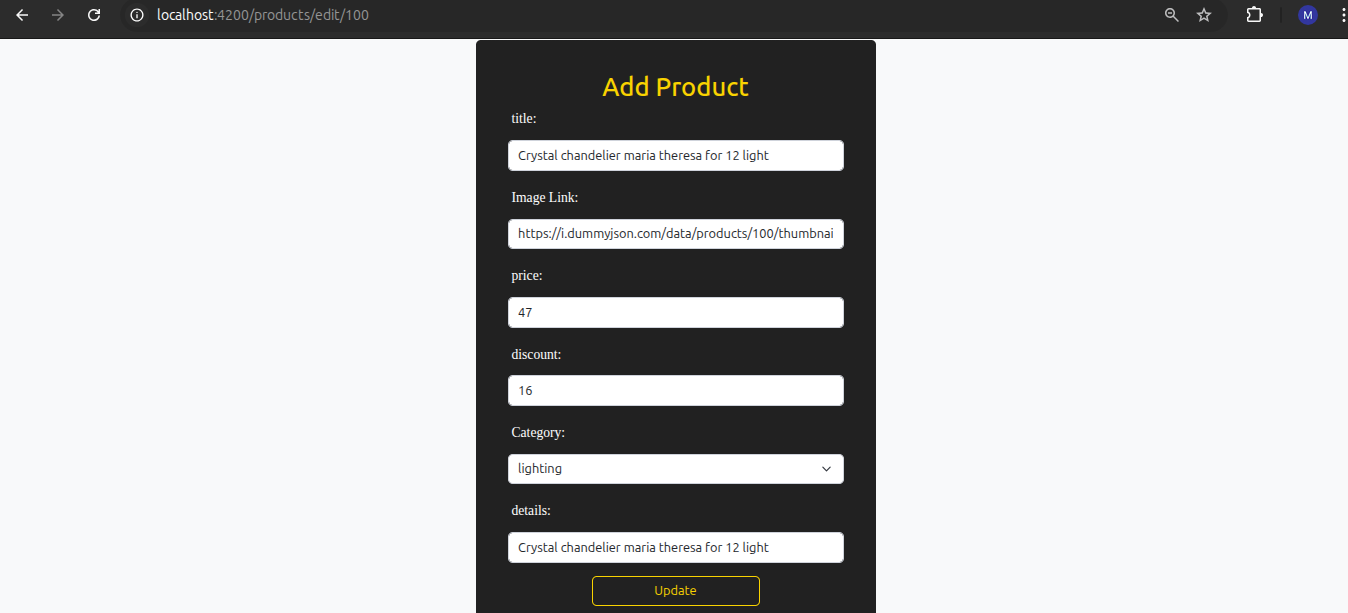 localhost:4200/products/edit/100
M
Add Product
title:
Crystal chandelier maria theresa for 12 light
Image Link:
https://i.dummyjson.com/data/products/100/thumbnai
price:
47
discount:
16
Category:
lighting
details:
Crystal chandelier maria theresa for 12 light
Update